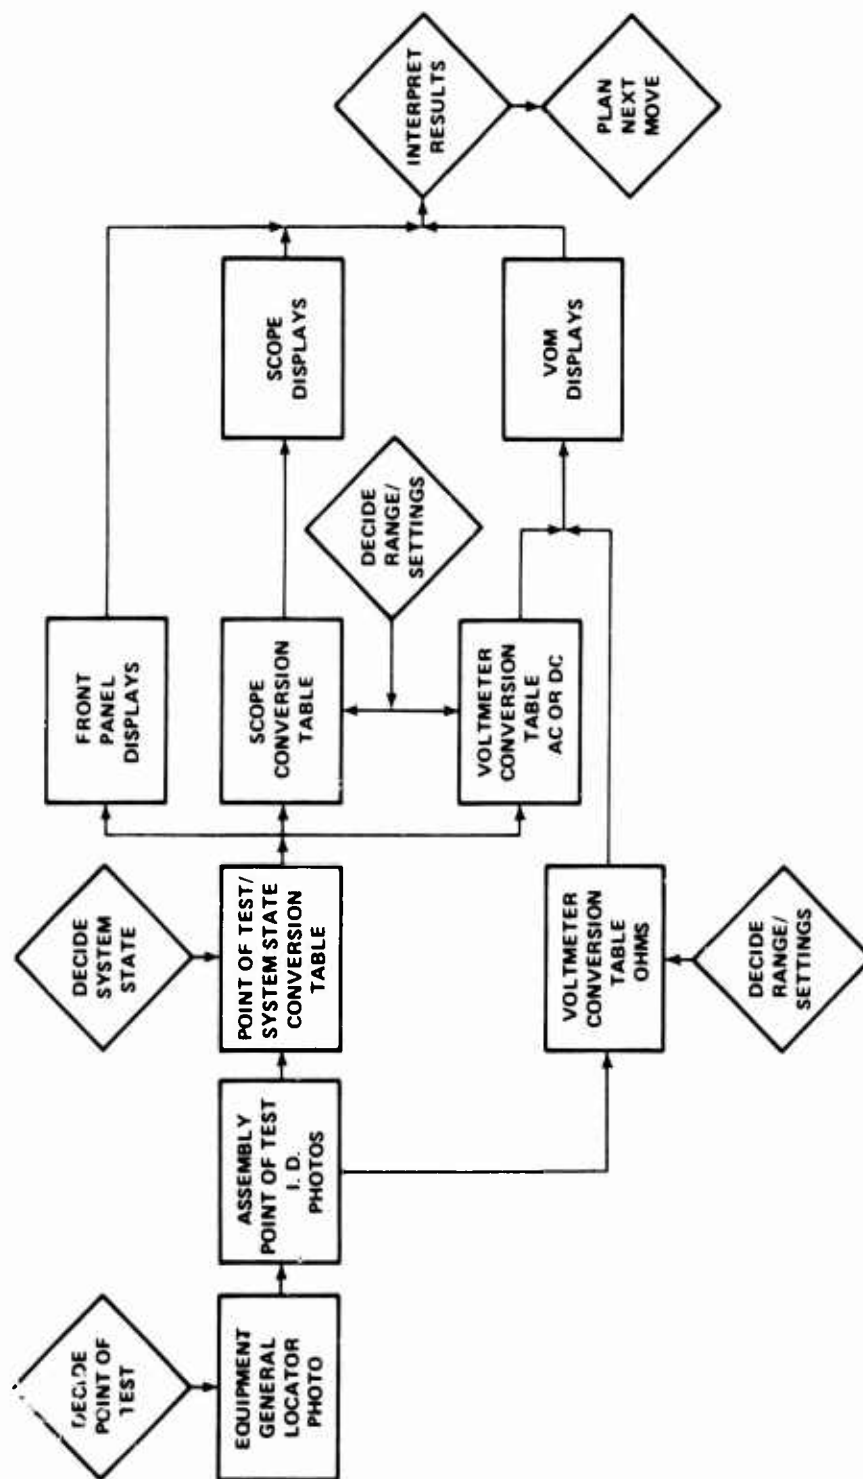 DECIDE
POINT OF
TEST
EQUIPMENT
GENERAL
LOCATOR
PHOTO
ASSEMBLY
POINT OF TEST
I. D.
PHOTOS
DECIDE
SYSTEM
STATE
POINT OF TEST/
SYSTEM STATE
CONVERSION
TABLE
VOLTMETER
CONVERSION
TABLE
OHMS
DECIDE
RANGE/
SETTINGS
FRONT
PANEL
DISPLAYS
SCOPE
CONVERSION
TABLE
VOLTMETER
CONVERSION
TABLE
AC OR DC
DECIDE
RANGE/
SETTINGS
SCOPE
DISPLAYS
VOM
DISPLAYS
INTERPRET
RESULTS
PLAN
NEXT
MOVE